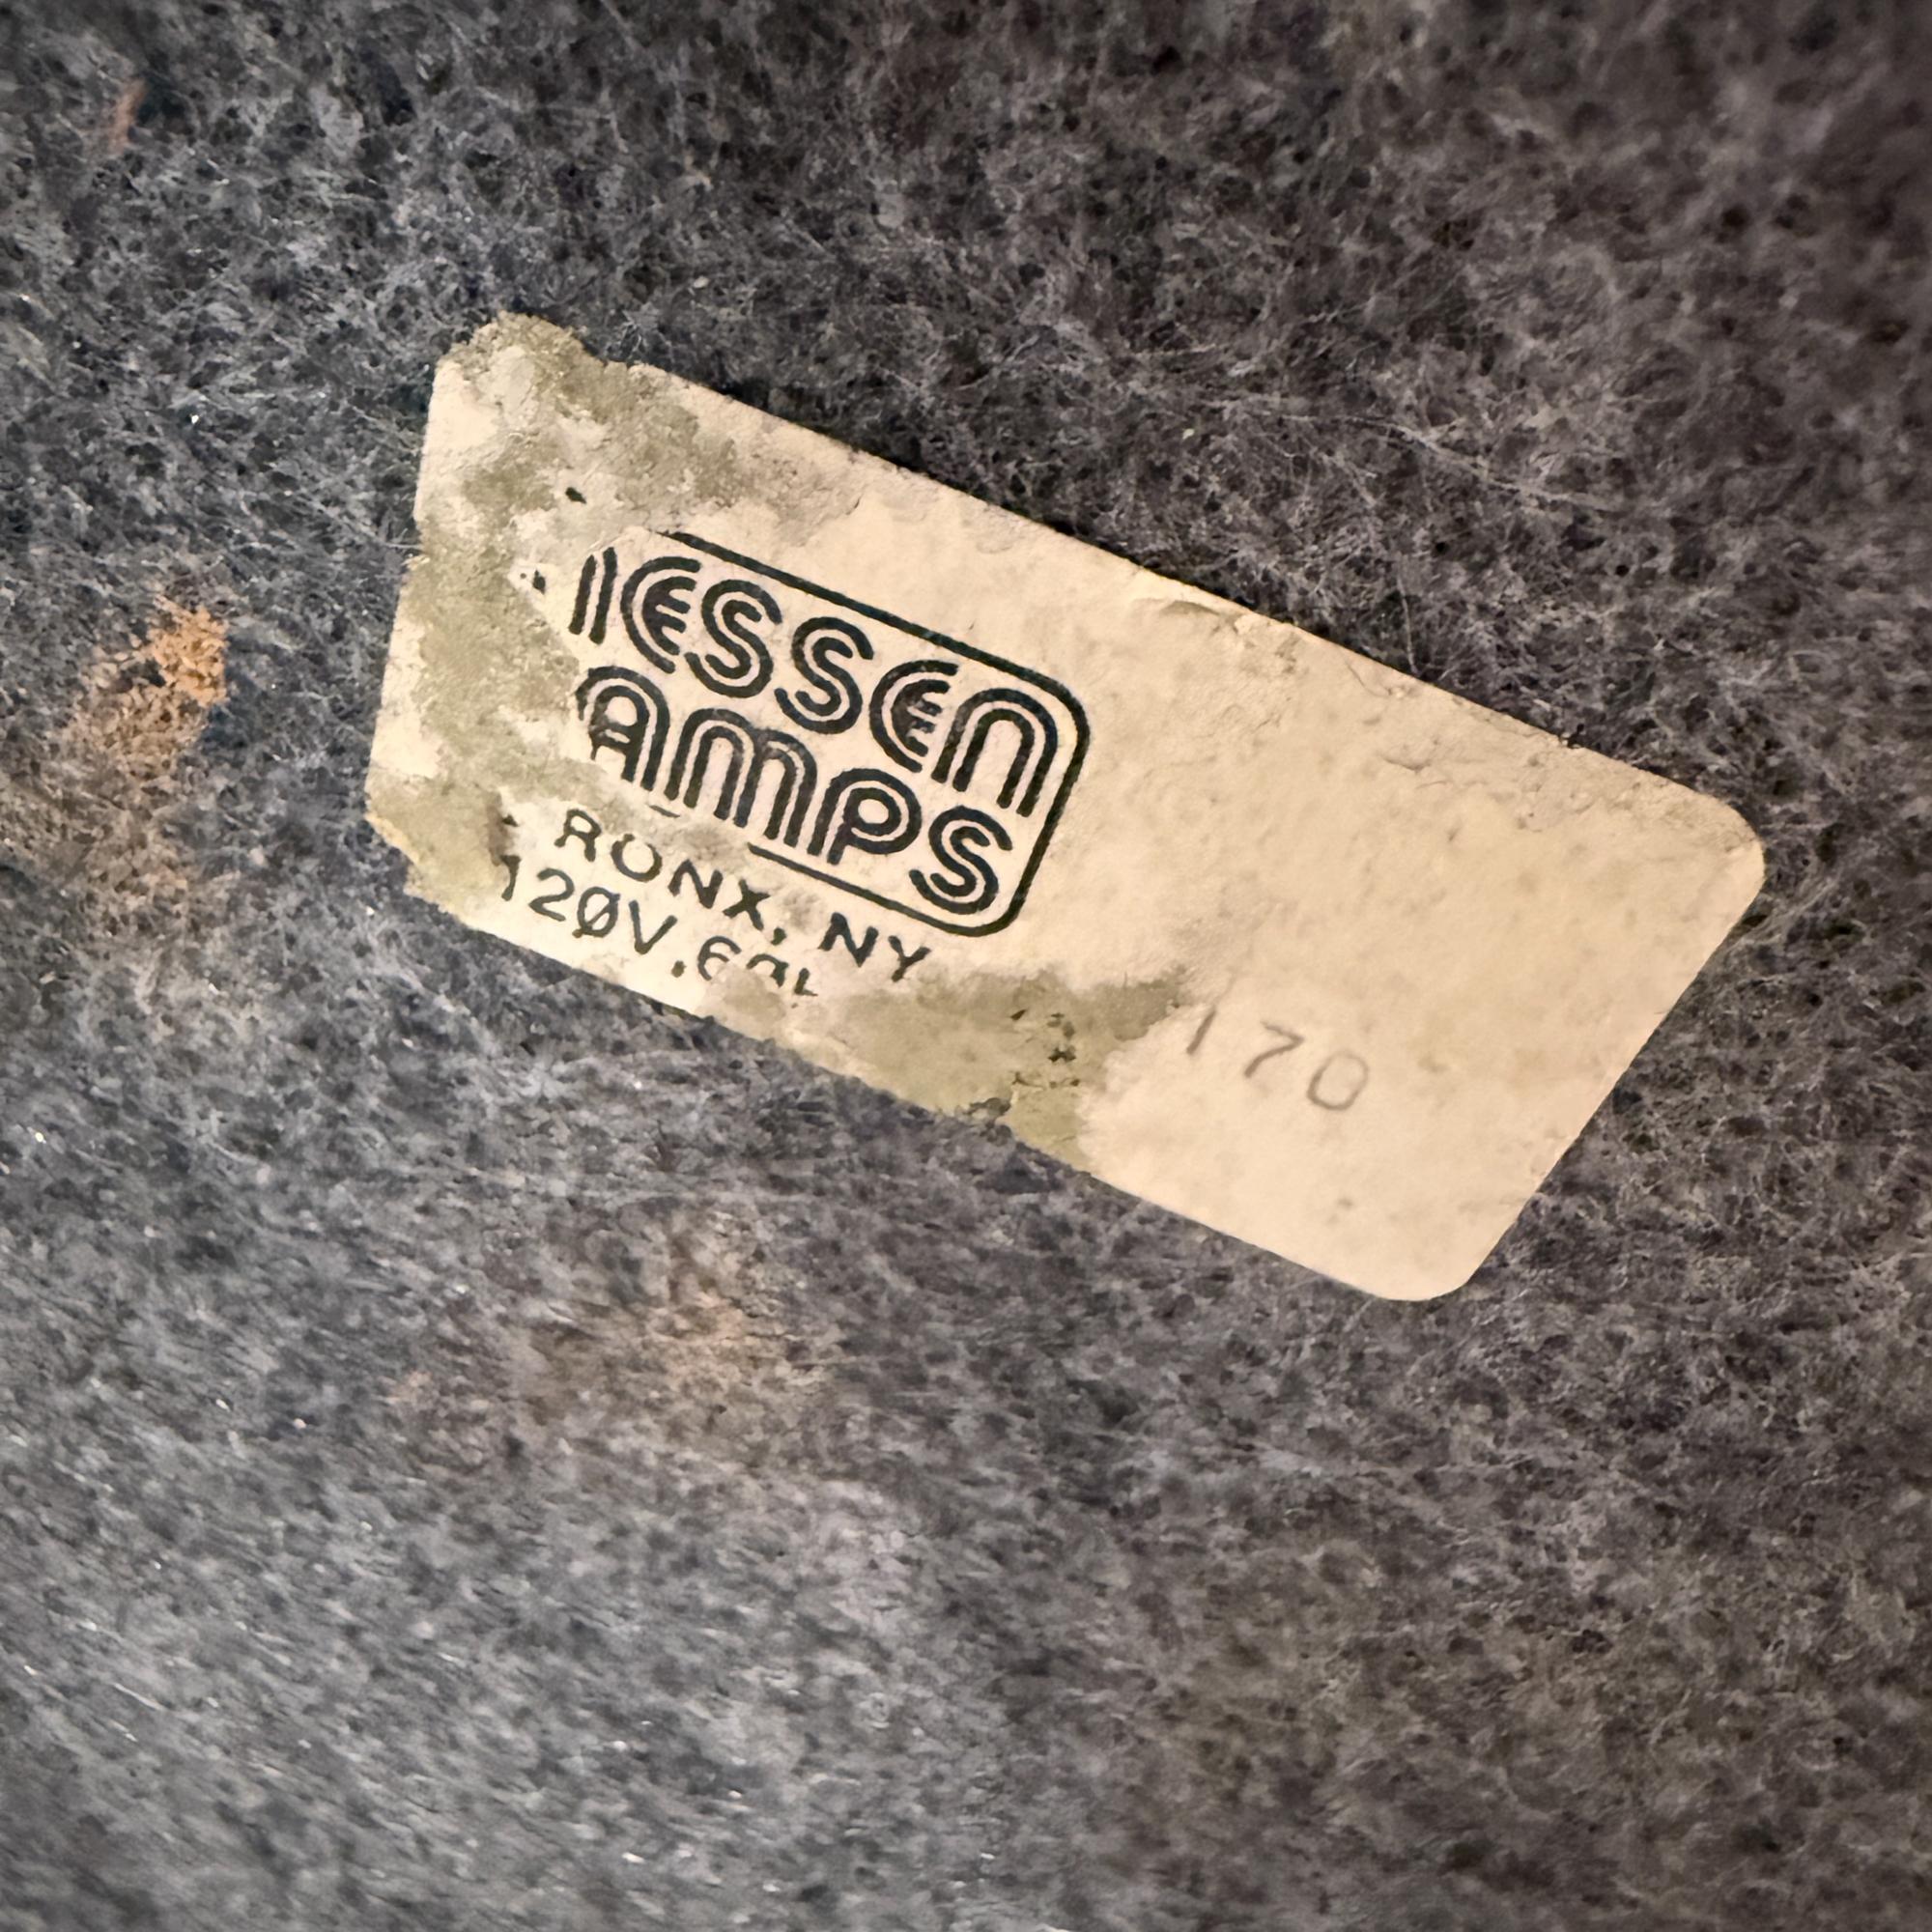 IESSEN
AMPS
RONX, NY
120V.
170